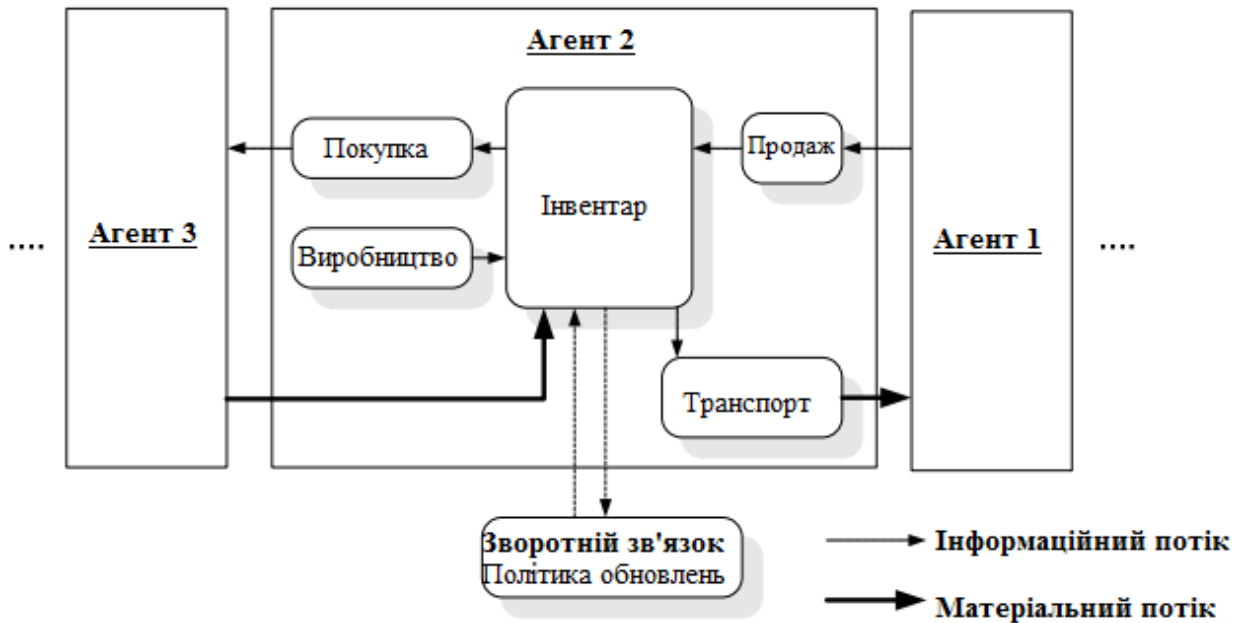 Агент 2
Покупка
Продаж
Інвентар
....
Агент 3
Виробництво
Агент 1
....
Транспорт
Зворотній зв'язок
Політика обновлень
Інформаційний потік
Матеріальний потік